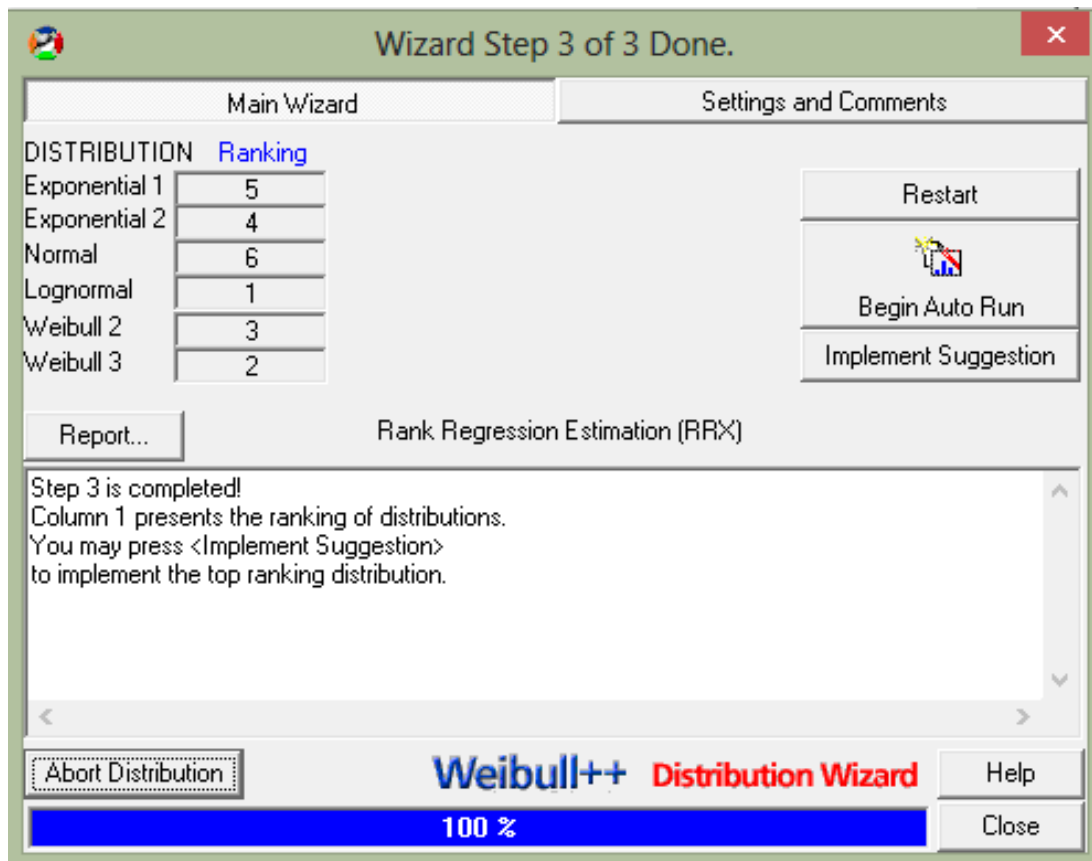 Wizard Step 3 of 3 Done.
Main Wizard
Settings and Comments
DISTRIBUTION Ranking
Exponential 1 5
Exponential 2 4
Normal 6
Lognormal 1
Weibull 2 3
Weibull 3 2
Restart
Begin Auto Run
Implement Suggestion
Report...
Rank Regression Estimation (RRX)
Step 3 is completed!
Column 1 presents the ranking of distributions.
You may press <Implement Suggestion>
to implement the top ranking distribution.
Abort Distribution
Weibull++ Distribution Wizard
Help
100 %
Close